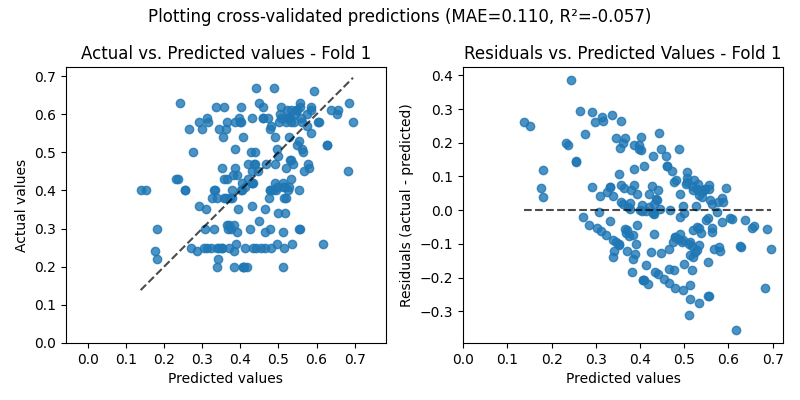 Plotting cross-validated predictions (MAE=0.110, R²=-0.057)
Actual vs. Predicted values - Fold 1
Residuals vs. Predicted Values - Fold 1
Actual values
0.7
0.6
0.5
0.4
0.3
0.2
0.1
0.0
0.0 0.1 0.2 0.3 0.4 0.5 0.6 0.7
Predicted values
Residuals (actual - predicted)
0.4
0.3
0.2
0.1
0.0
−0.1
−0.2
−0.3
0.0 0.1 0.2 0.3 0.4 0.5 0.6 0.7
Predicted values